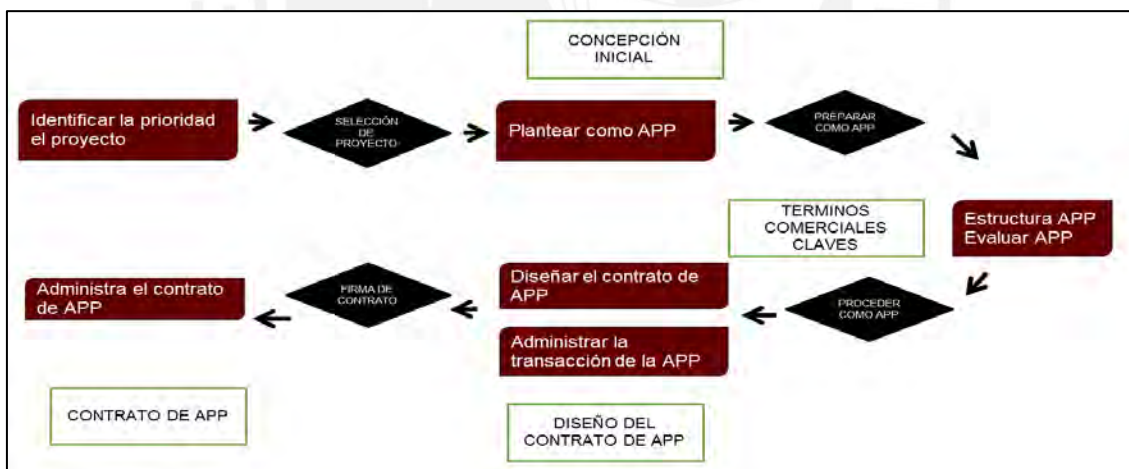 CONCEPCIÓN
INICIAL
Identificar la prioridad
el proyecto
SELECCIÓN
DE
PROYECTO
Plantear como APP
PREPARAR
COMO APP
TERMINOS
COMERCIALES
CLAVES
Estructura APP
Evaluar APP
Administra el contrato
de APP
FIRMA DE
CONTRATO
Diseñar el contrato de
APP
Administrar la
transacción de la APP
PROCEDER
COMO APP
CONTRATO DE APP
DISEÑO DEL
CONTRATO DE APP